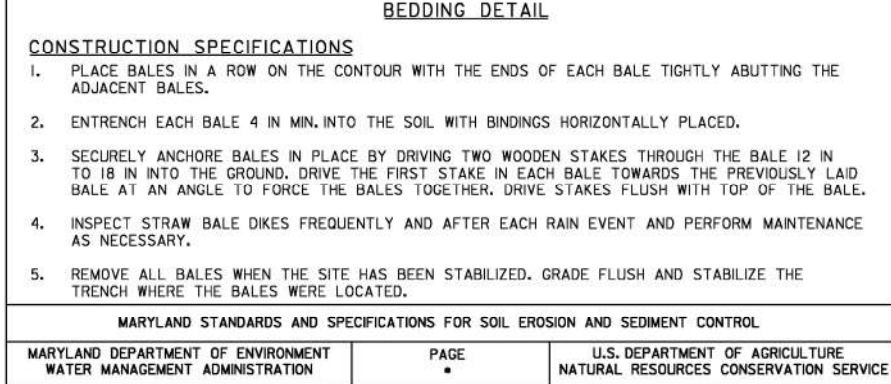 BEDDING DETAIL
CONSTRUCTION SPECIFICATIONS
1. PLACE BALES IN A ROW ON THE CONTOUR WITH THE ENDS OF EACH BALE TIGHTLY ABUTTING THE
ADJACENT BALES.
2. ENTRENCH EACH BALE 4 IN MIN. INTO THE SOIL WITH BINDINGS HORIZONTALLY PLACED.
3. SECURELY ANCHORE BALES IN PLACE BY DRIVING TWO WOODEN STAKES THROUGH THE BALE 12 IN
TO 18 IN INTO THE GROUND. DRIVE THE FIRST STAKE IN EACH BALE TOWARDS THE PREVIOUSLY LAID
BALE AT AN ANGLE TO FORCE THE BALES TOGETHER. DRIVE STAKES FLUSH WITH TOP OF THE BALE.
4. INSPECT STRAW BALE DIKES FREQUENTLY AND AFTER EACH RAIN EVENT AND PERFORM MAINTENANCE
AS NECESSARY.
5. REMOVE ALL BALES WHEN THE SITE HAS BEEN STABILIZED. GRADE FLUSH AND STABILIZE THE
TRENCH WHERE THE BALES WERE LOCATED.
MARYLAND STANDARDS AND SPECIFICATIONS FOR SOIL EROSION AND SEDIMENT CONTROL
MARYLAND DEPARTMENT OF ENVIRONMENT
WATER MANAGEMENT ADMINISTRATION
PAGE
*
U.S. DEPARTMENT OF AGRICULTURE
NATURAL RESOURCES CONSERVATION SERVICE